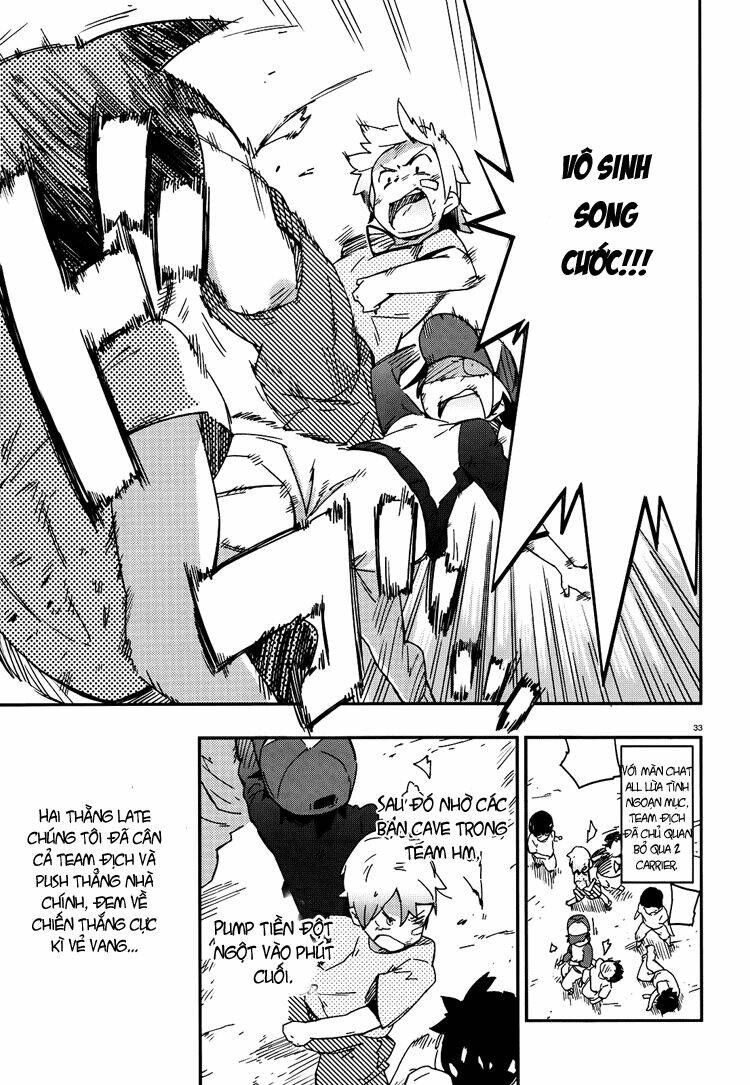 VÔ SINH
SONG
CƯỚC!!!
33
VỚI MÀN CHAT
ALL LỪA TÌNH
NGOẠN MỤC,
TEAM ĐỊCH
ĐÃ CHỦ QUAN
BỎ QUA 2
CARRIER.
SAU ĐÓ NHỜ CÁC
BẠN CAVE TRONG
TEAM HM,
PUMP TIỀN ĐỘT
NGỘT VÀO PHÚT
CUỐI.
HAI THẰNG LATE
CHÚNG TÔI ĐÃ CÂN
CẢ TEAM ĐỊCH VÀ
PUSH THẲNG NHÀ
CHÍNH, ĐEM VỀ
CHIẾN THẮNG CỰC
KÌ VẺ VANG...